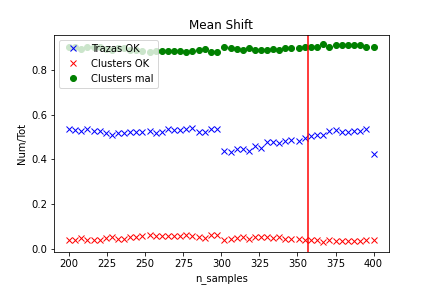 Mean Shift
Trazas OK
Clusters OK
Clusters mal
Num/Tot
0.8
0.6
0.4
0.2
0.0
200
225
250
275
300
325
350
375
400
n_samples